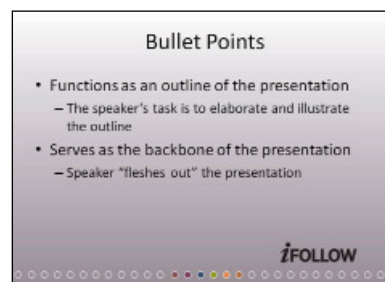 Bullet Points
• Functions as an outline of the presentation
– The speaker's task is to elaborate and illustrate
the outline
• Serves as the backbone of the presentation
– Speaker "fleshes out" the presentation
iFOLLOW